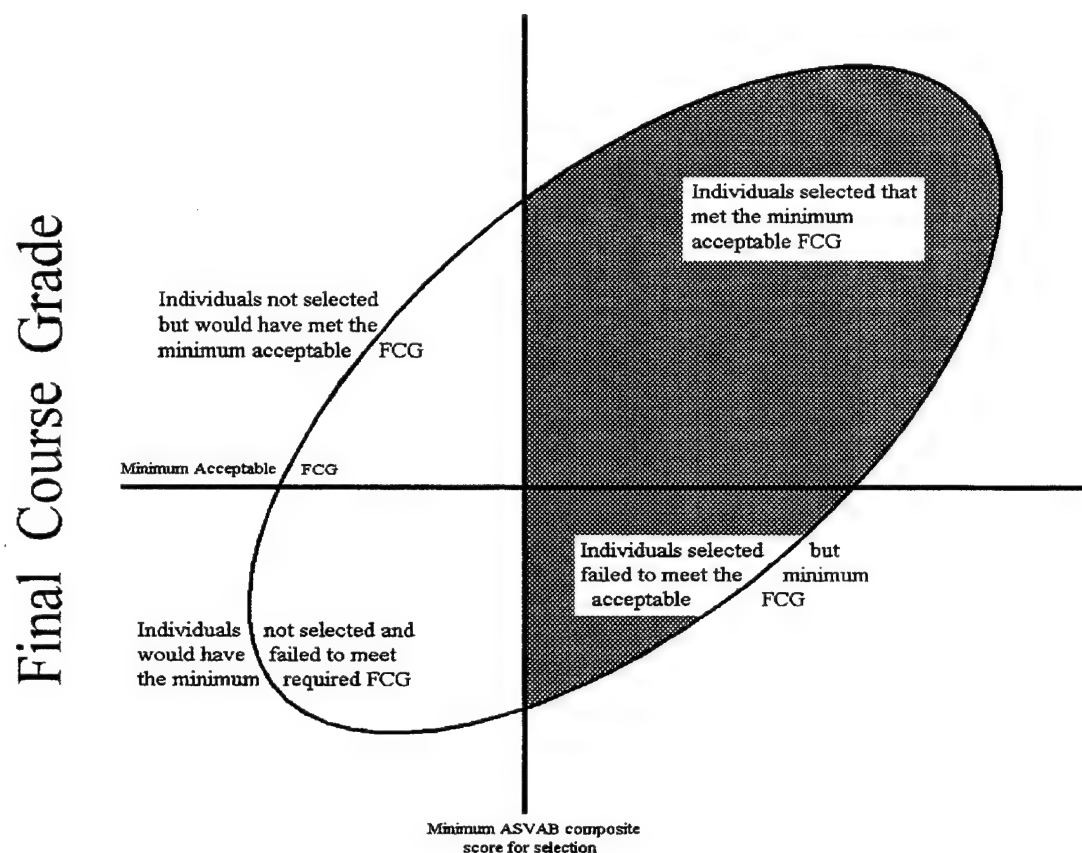 Final Course Grade
Individuals selected that
met the minimum
acceptable FCG
Individuals not selected
but would have met the
minimum acceptable FCG
Minimum Acceptable FCG
Individuals selected but
failed to meet the minimum
acceptable FCG
Individuals not selected and
would have failed to meet
the minimum required FCG
Minimum ASVAB composite
score for selection